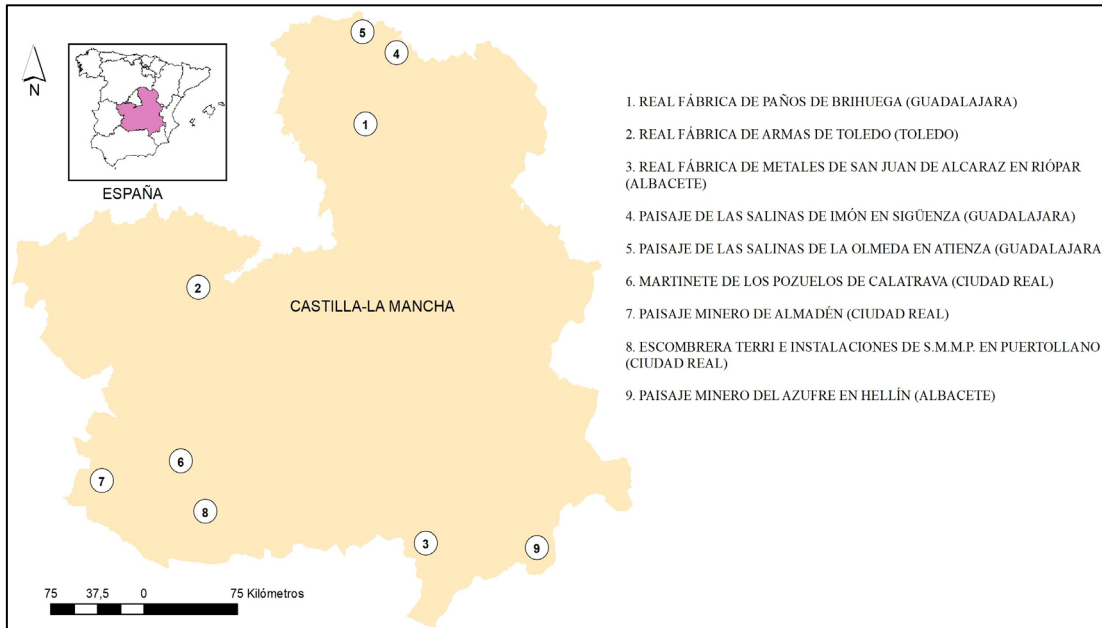 5
4
N
1
ESPAÑA
2
CASTILLA-LA MANCHA
6
7
8
3
9
75 37,5 0 75 Kilómetros
1. REAL FÁBRICA DE PAÑOS DE BRIHUEGA (GUADALAJARA)
2. REAL FÁBRICA DE ARMAS DE TOLEDO (TOLEDO)
3. REAL FÁBRICA DE METALES DE SAN JUAN DE ALCARAZ EN RIÓPAR
(ALBACETE)
4. PAISAJE DE LAS SALINAS DE IMÓN EN SIGÜENZA (GUADALAJARA)
5. PAISAJE DE LAS SALINAS DE LA OLMEDA EN ATIENZA (GUADALAJARA
6. MARTINETE DE LOS POZUELOS DE CALATRAVA (CIUDAD REAL)
7. PAISAJE MINERO DE ALMADÉN (CIUDAD REAL)
8. ESCOMBRERA TERRI E INSTALACIONES DE S.M.M.P. EN PUERTOLLANO
(CIUDAD REAL)
9. PAISAJE MINERO DEL AZUFRE EN HELLÍN (ALBACETE)